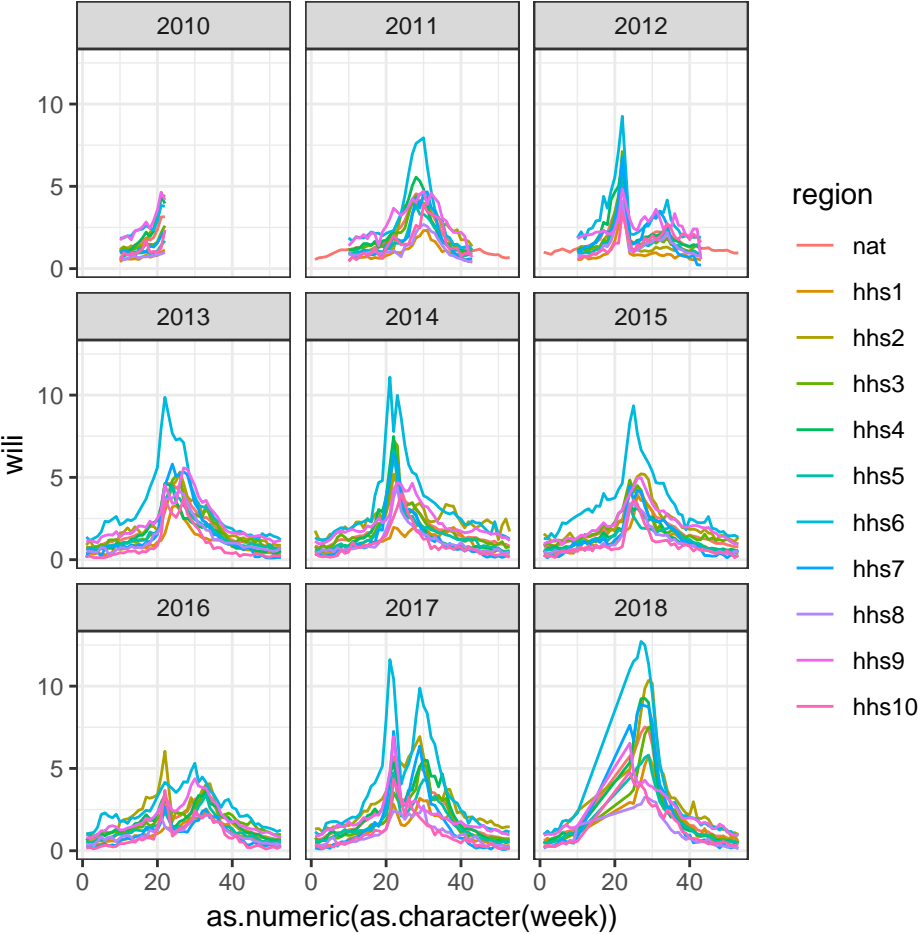 2010 2011 2012
10
5
0
2013 2014 2015
10
5
0
2016 2017 2018
10
5
0
0 20 40 0 20 40 0 20 40
as.numeric(as.character(week))
wili
region
nat
hhs1
hhs2
hhs3
hhs4
hhs5
hhs6
hhs7
hhs8
hhs9
hhs10